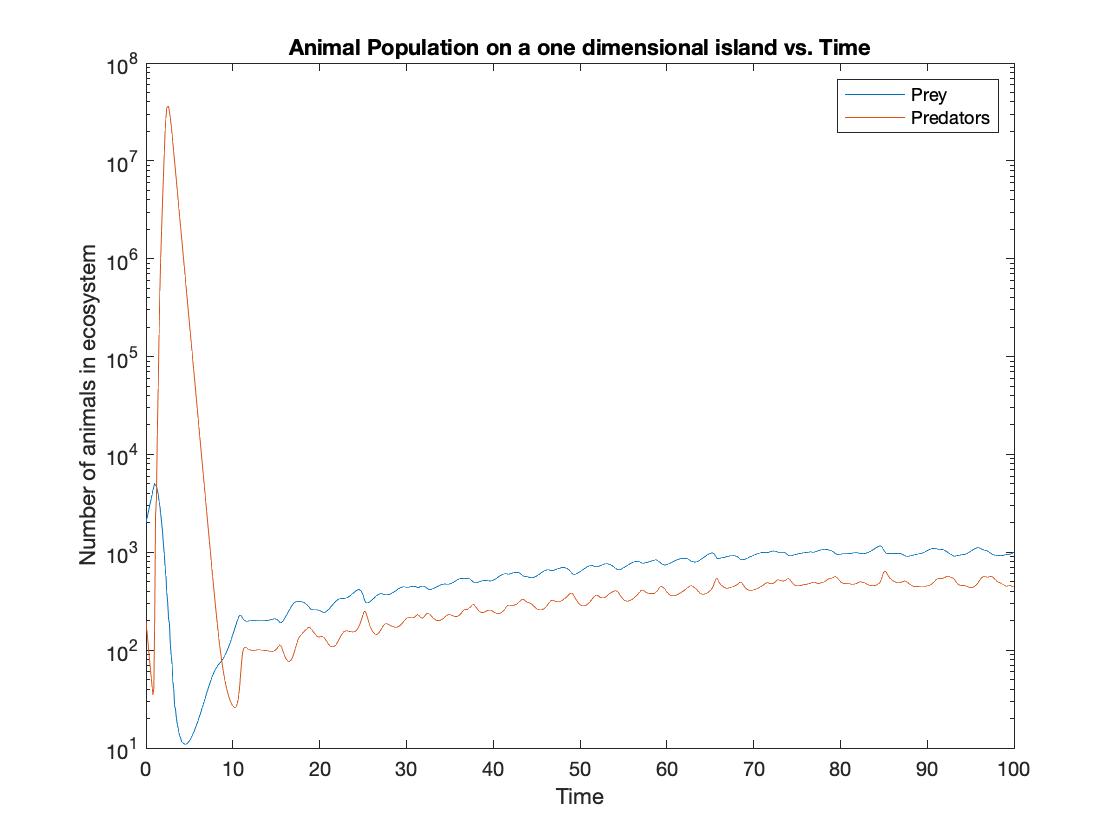 Animal Population on a one dimensional island vs. Time
10^8
10^7
10^6
10^5
10^4
10^3
10^2
10^1
Number of animals in ecosystem
Prey
Predators
0 10 20 30 40 50 60 70 80 90 100
Time